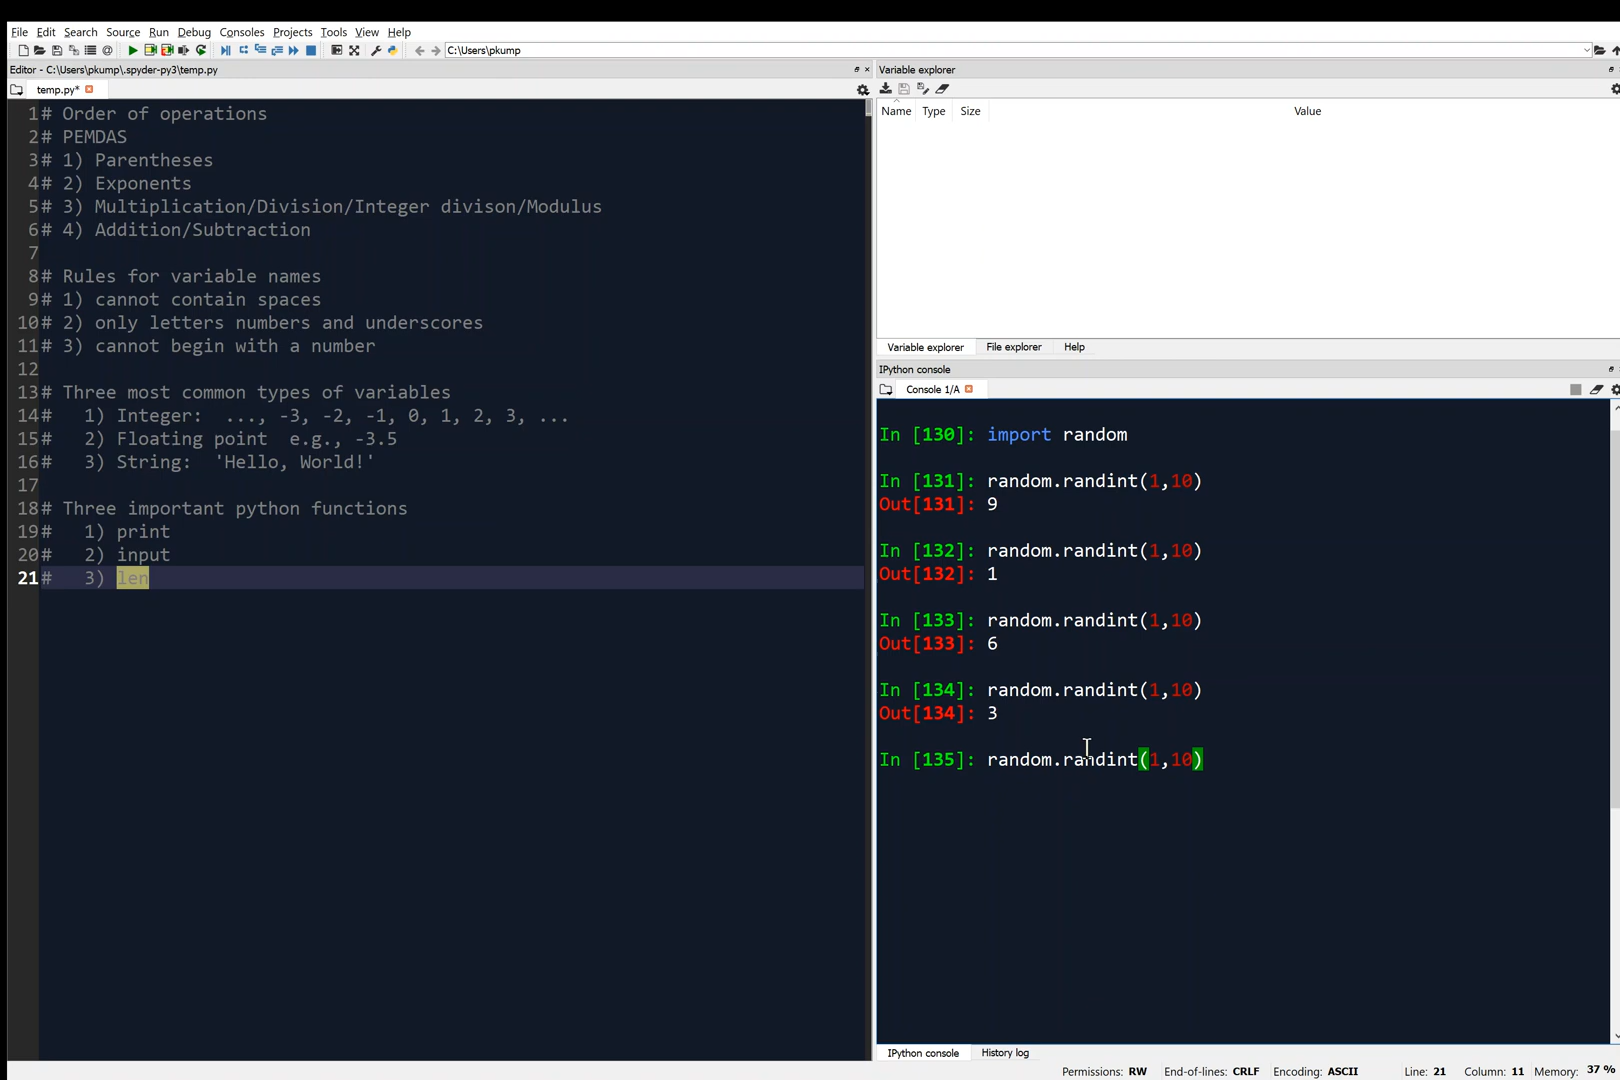 File Edit Search Source Run Debug Consoles Projects Tools View Help
C:\Users\pkump
Editor - C:\Users\pkump\.spyder-py3\temp.py
temp.py*
1# Order of operations
2# PEMDAS
3# 1) Parentheses
4# 2) Exponents
5# 3) Multiplication/Division/Integer divison/Modulus
6# 4) Addition/Subtraction
7
8# Rules for variable names
9# 1) cannot contain spaces
10# 2) only letters numbers and underscores
11# 3) cannot begin with a number
12
13# Three most common types of variables
14#   1) Integer:  ..., -3, -2, -1, 0, 1, 2, 3, ...
15#   2) Floating point  e.g., -3.5
16#   3) String:  'Hello, World!'
17
18# Three important python functions
19#   1) print
20#   2) input
21#   3) len
Variable explorer
Name Type Size Value
Variable explorer File explorer Help
IPython console
Console 1/A
In [130]: import random
In [131]: random.randint(1,10)
Out[131]: 9
In [132]: random.randint(1,10)
Out[132]: 1
In [133]: random.randint(1,10)
Out[133]: 6
In [134]: random.randint(1,10)
Out[134]: 3
In [135]: random.randint(1,10)
IPython console History log
Permissions: RW End-of-lines: CRLF Encoding: ASCII Line: 21 Column: 11 Memory: 37 %